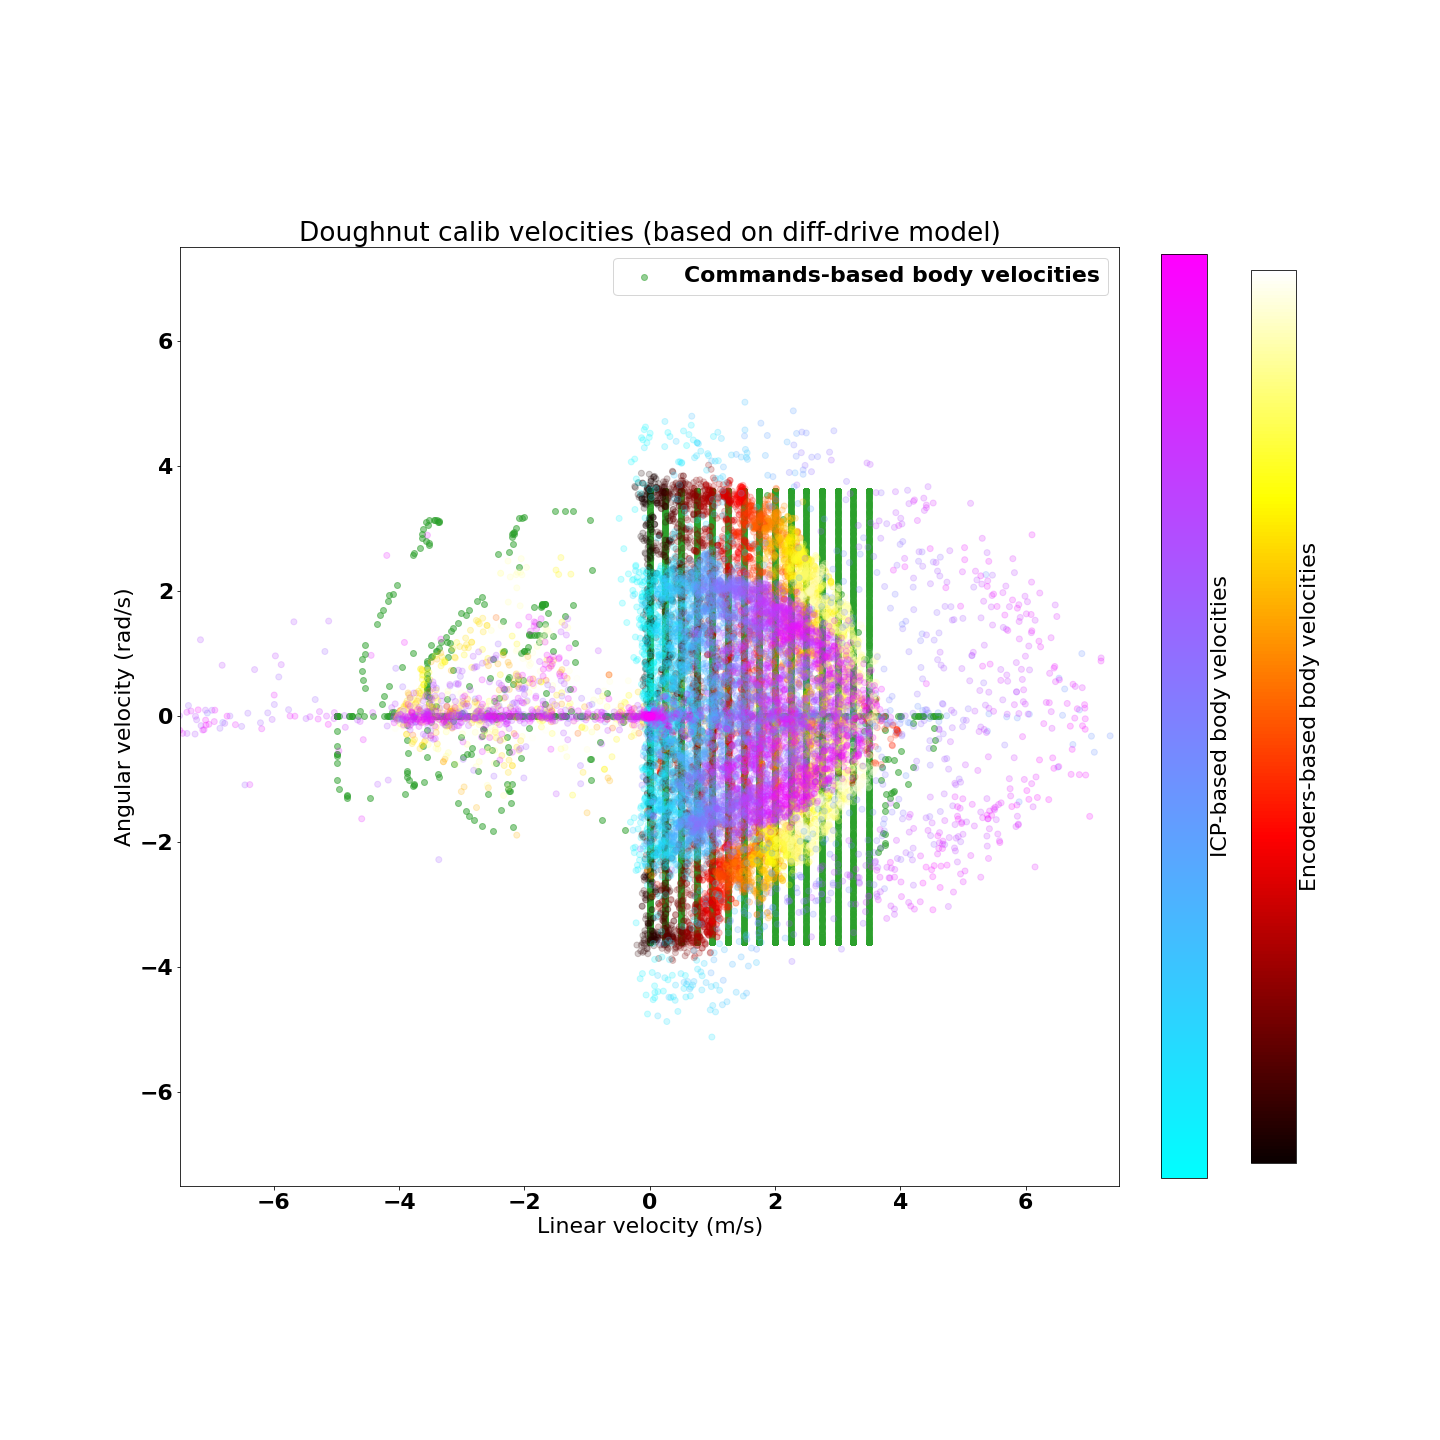 Doughnut calib velocities (based on diff-drive model)
Commands-based body velocities
6
4
2
0
−2
−4
−6
Angular velocity (rad/s)
−6 −4 −2 0 2 4 6
Linear velocity (m/s)
ICP-based body velocities
Encoders-based body velocities